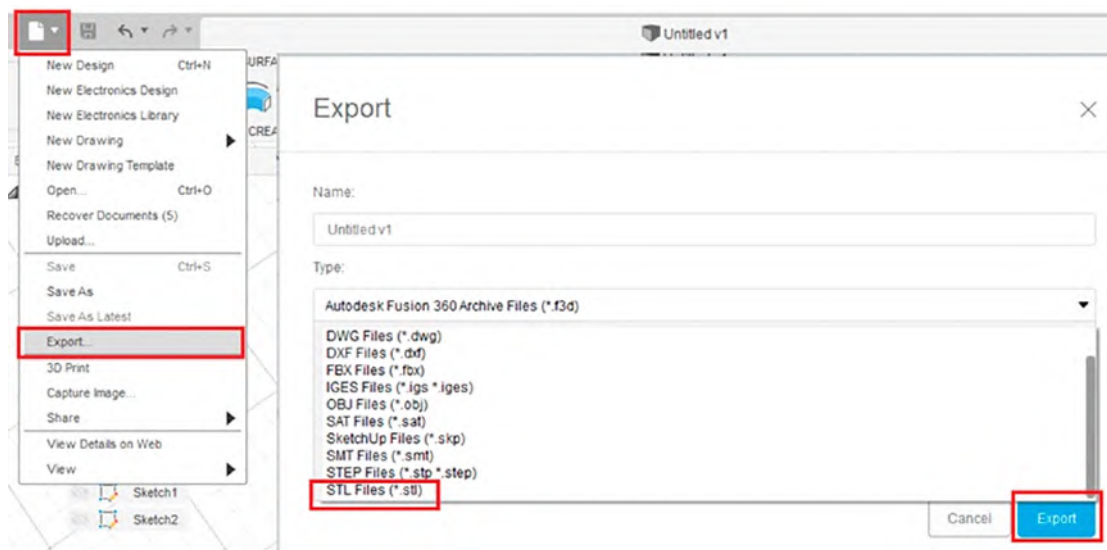 Untitled v1
New Design Ctrl+N
New Electronics Design
New Electronics Library
New Drawing
New Drawing Template
Open... Ctrl+O
Recover Documents (5)
Upload...
Save Ctrl+S
Save As
Save As Latest
Export...
3D Print
Capture Image...
Share
View Details on Web
View
Sketch1
Sketch2
URFA
CREA
Export
Name:
Untitled v1
Type:
Autodesk Fusion 360 Archive Files (*.f3d)
DWG Files (*.dwg)
DXF Files (*.dxf)
FBX Files (*.fbx)
IGES Files (*.igs *.iges)
OBJ Files (*.obj)
SAT Files (*.sat)
SketchUp Files (*.skp)
SMT Files (*.smt)
STEP Files (*.stp *.step)
STL Files (*.stl)
Cancel Export